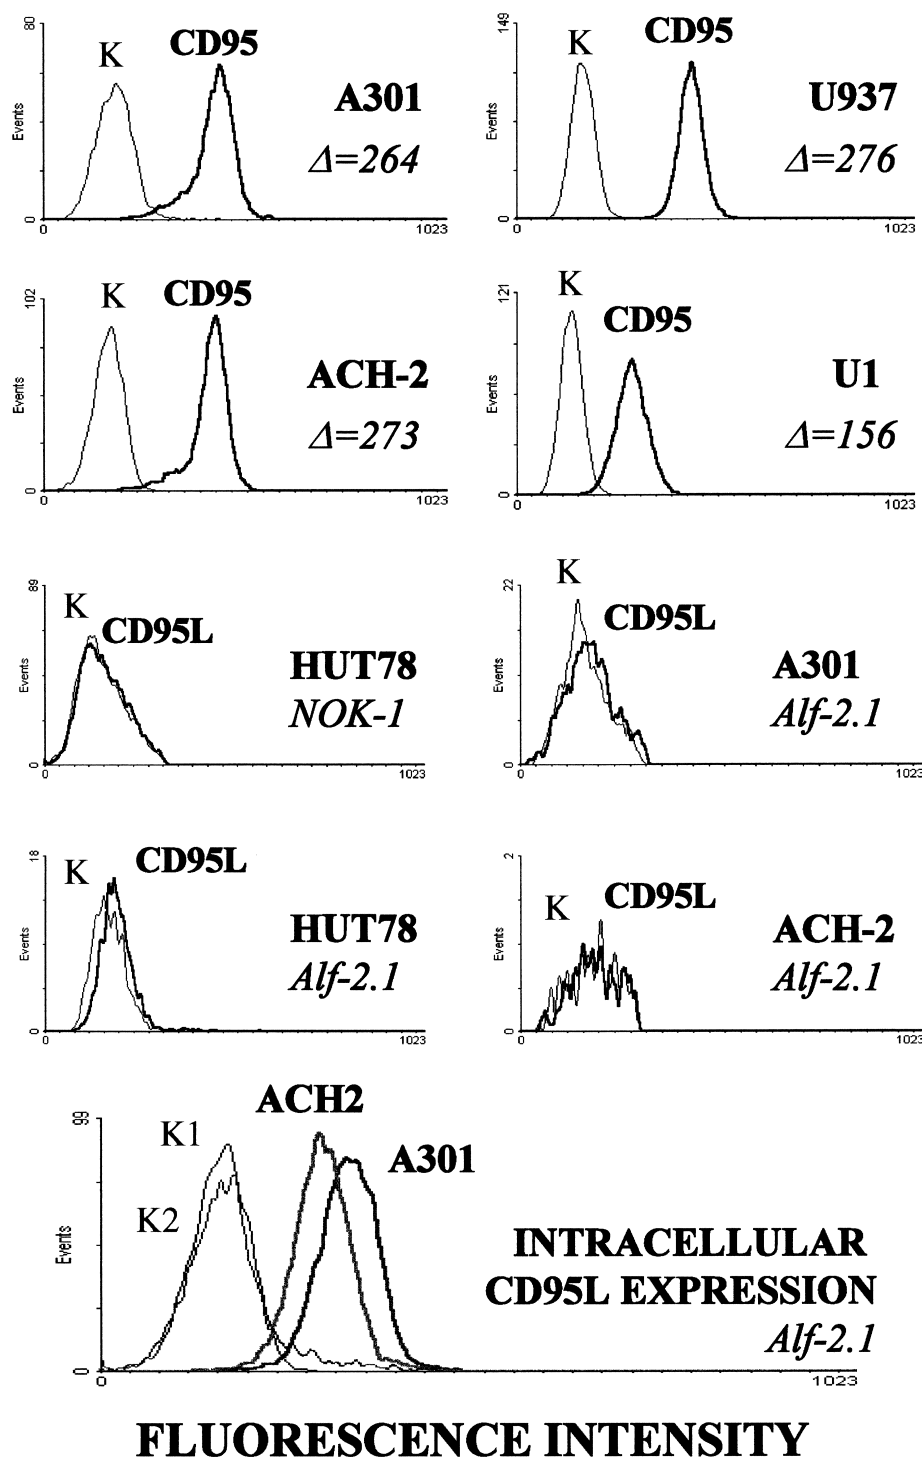 80
K
CD95
A301
Δ=264
Events
0
0
1023
149
K
CD95
U937
Δ=276
Events
0
0
1023
102
K
CD95
ACH-2
Δ=273
Events
0
0
1023
121
K
CD95
U1
Δ=156
Events
0
0
1023
89
K
CD95L
HUT78
NOK-1
Events
0
0
1023
22
K
CD95L
A301
Alf-2.1
Events
0
0
1023
18
K
CD95L
HUT78
Alf-2.1
Events
0
0
1023
2
K
CD95L
ACH-2
Alf-2.1
Events
0
0
1023
99
K1
K2
ACH2
A301
INTRACELLULAR
CD95L EXPRESSION
Alf-2.1
Events
0
0
1023
FLUORESCENCE INTENSITY